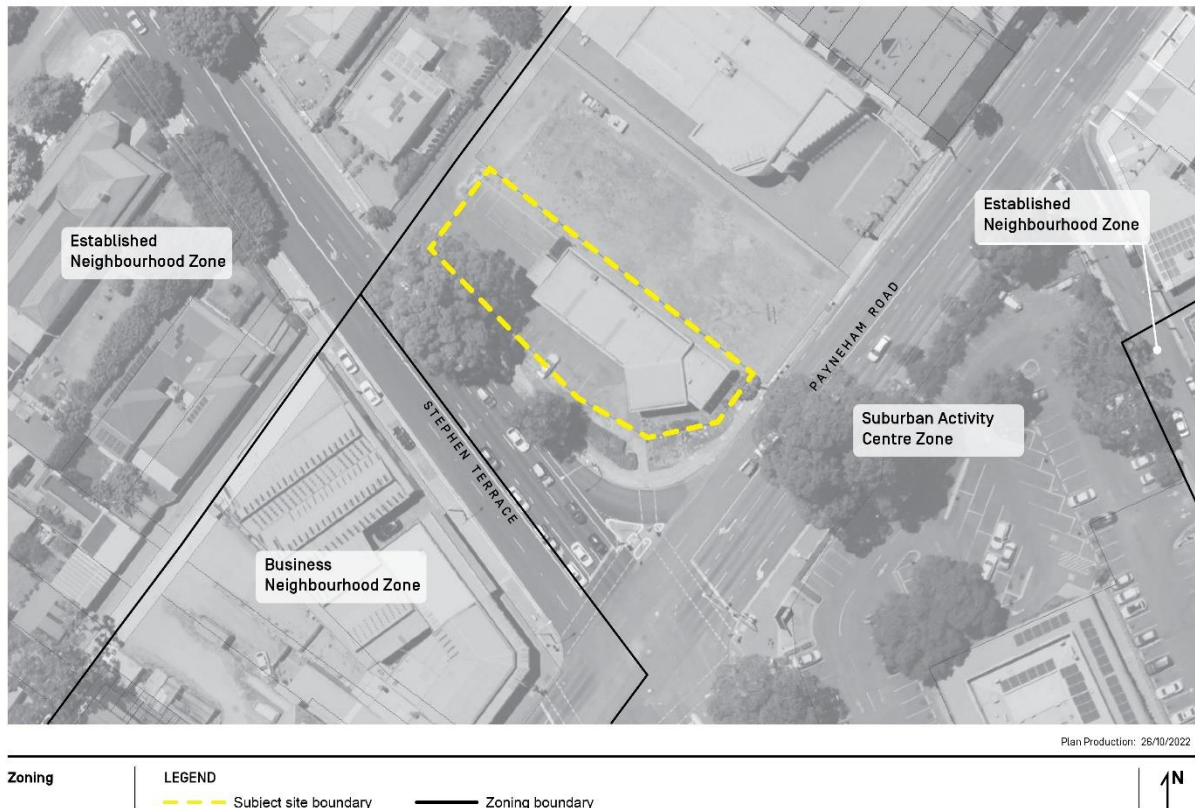 Established
Neighbourhood Zone
Established
Neighbourhood Zone
PAYNEHAM ROAD
Suburban Activity
Centre Zone
STEPHEN TERRACE
Business
Neighbourhood Zone
Plan Production: 26/10/2022
Zoning
LEGEND
Subject site boundary
Zoning boundary
N